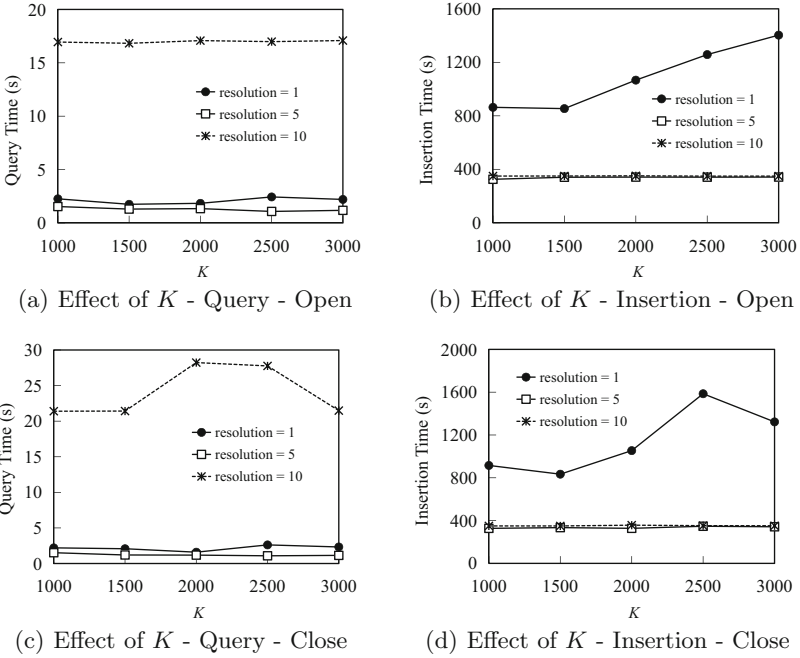 20
15
10
5
0
Query Time (s)
resolution = 1
resolution = 5
resolution = 10
1000 1500 2000 2500 3000
K
(a) Effect of K - Query - Open
1600
1200
800
400
0
Insertion Time (s)
resolution = 1
resolution = 5
resolution = 10
1000 1500 2000 2500 3000
K
(b) Effect of K - Insertion - Open
30
25
20
15
10
5
0
Query Time (s)
resolution = 1
resolution = 5
resolution = 10
1000 1500 2000 2500 3000
K
(c) Effect of K - Query - Close
2000
1600
1200
800
400
0
Insertion Time (s)
resolution = 1
resolution = 5
resolution = 10
1000 1500 2000 2500 3000
K
(d) Effect of K - Insertion - Close